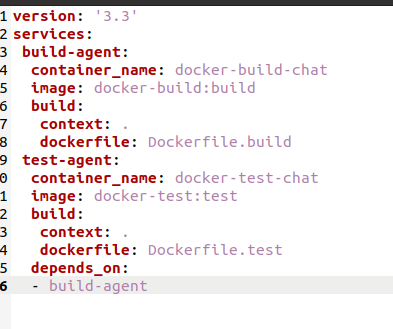 1 version: '3.3'
2 services:
3  build-agent:
4   container_name: docker-build-chat
5   image: docker-build:build
6   build:
7    context: .
8    dockerfile: Dockerfile.build
9  test-agent:
0   container_name: docker-test-chat
1   image: docker-test:test
2   build:
3    context: .
4    dockerfile: Dockerfile.test
5   depends_on:
6   - build-agent